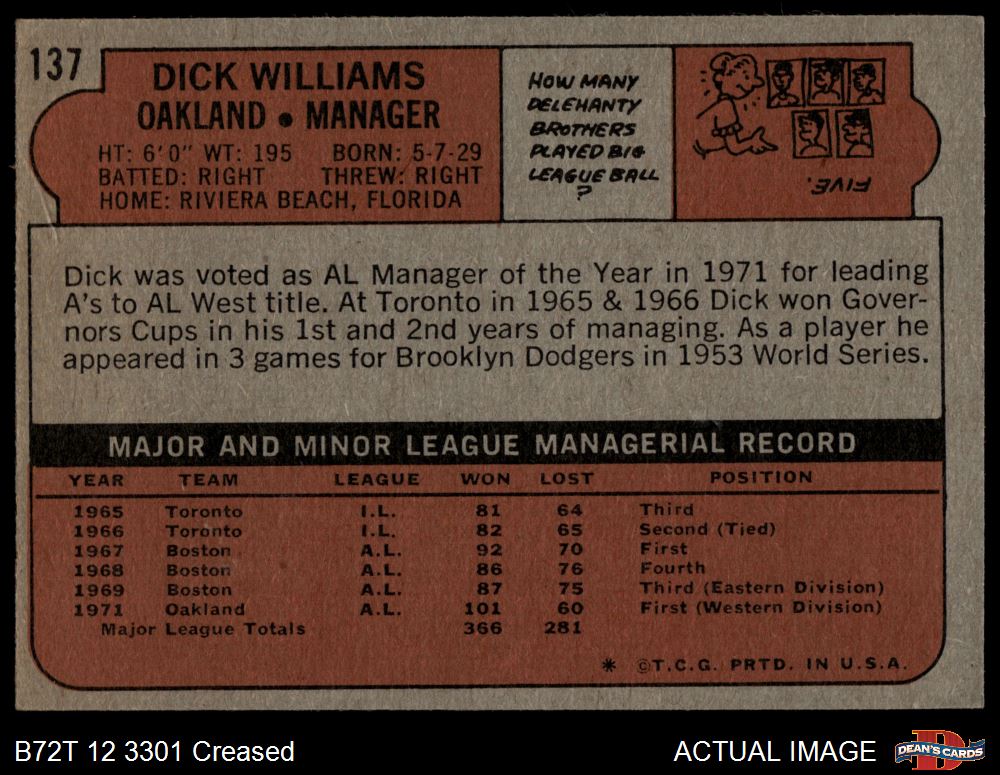 137
DICK WILLIAMS
OAKLAND • MANAGER
HT: 6'0" WT: 195 BORN: 5-7-29
BATTED: RIGHT THREW: RIGHT
HOME: RIVIERA BEACH, FLORIDA
HOW MANY
DELEHANTY
BROTHERS
PLAYED BIG
LEAGUE BALL
?
FIVE.
Dick was voted as AL Manager of the Year in 1971 for leading
A's to AL West title. At Toronto in 1965 & 1966 Dick won Gover-
nors Cups in his 1st and 2nd years of managing. As a player he
appeared in 3 games for Brooklyn Dodgers in 1953 World Series.
MAJOR AND MINOR LEAGUE MANAGERIAL RECORD
YEAR TEAM LEAGUE WON LOST POSITION
1965 Toronto I.L. 81 64 Third
1966 Toronto I.L. 82 65 Second (Tied)
1967 Boston A.L. 92 70 First
1968 Boston A.L. 86 76 Fourth
1969 Boston A.L. 87 75 Third (Eastern Division)
1971 Oakland A.L. 101 60 First (Western Division)
Major League Totals 366 281
* ©T.C.G. PRTD. IN U.S.A.
B72T 12 3301 Creased
ACTUAL IMAGE
D
DEAN'S CARDS